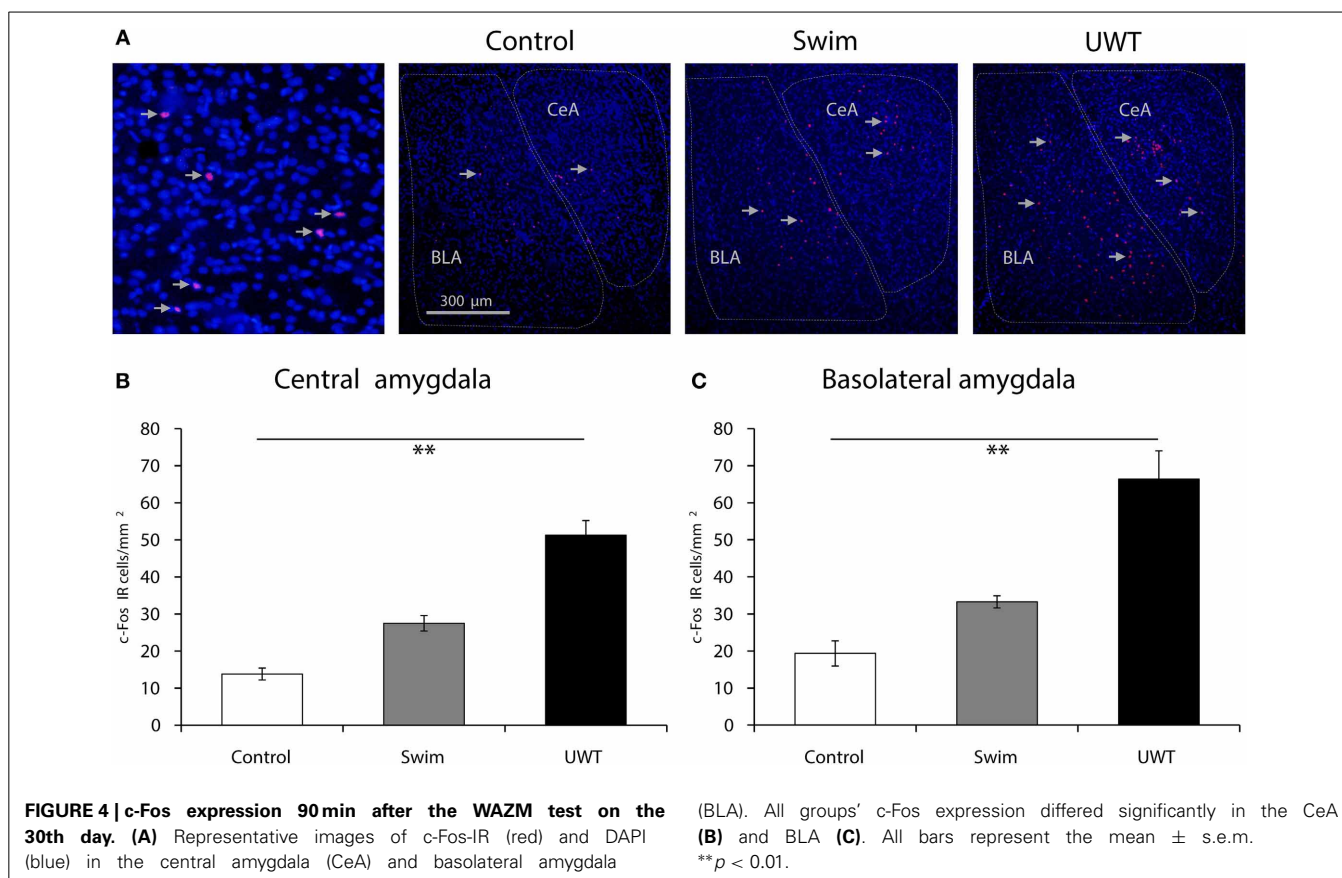 A
Control
Swim
UWT
CeA
BLA
300 µm
CeA
BLA
CeA
BLA
B
Central amygdala
c-Fos IR cells/mm²
80
70
60
50
40
30
20
10
0
**
Control
Swim
UWT
C
Basolateral amygdala
c-Fos IR cells/mm²
80
70
60
50
40
30
20
10
0
**
Control
Swim
UWT
FIGURE 4 | c-Fos expression 90 min after the WAZM test on the
30th day. (A) Representative images of c-Fos-IR (red) and DAPI
(blue) in the central amygdala (CeA) and basolateral amygdala
(BLA). All groups' c-Fos expression differed significantly in the CeA
(B) and BLA (C). All bars represent the mean ± s.e.m.
**p < 0.01.